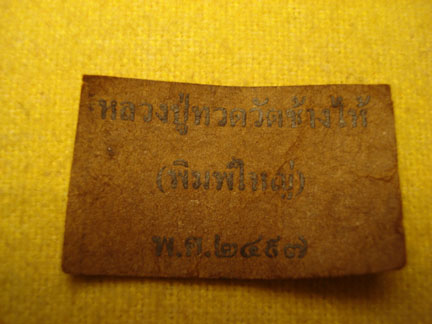 หลวงปู่ทวดวัดช้างให้
(พิมพ์ใหญ่)
พ.ศ.๒๔๙๗